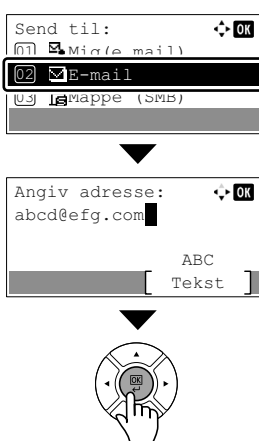 Send til: OK
01 Mig(e mail)
02 E-mail
03 Mappe (SMB)
Angiv adresse: OK
abcd@efg.com
ABC
[ Tekst ]
OK